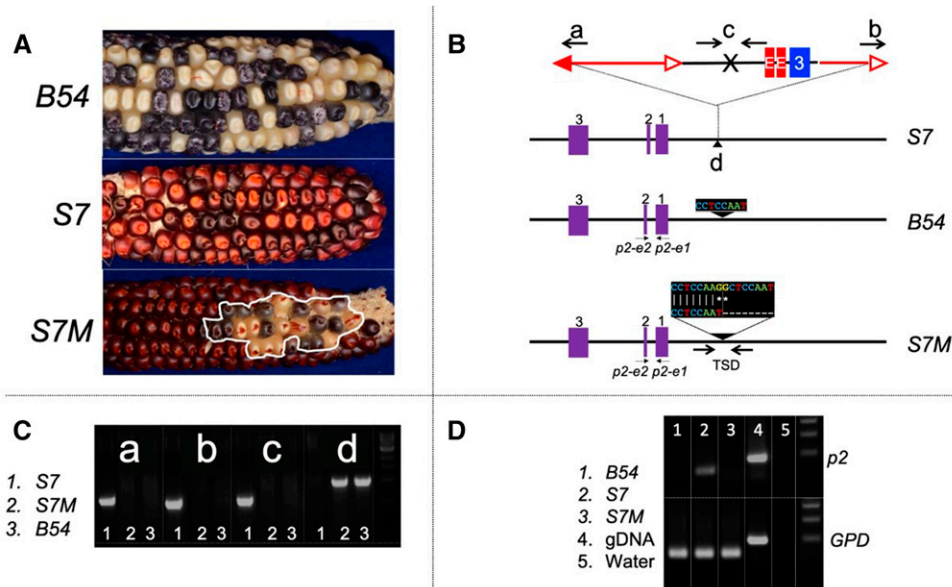 A
B54
S7
S7M
B
a
c
b
X
E E 3
3
2 1
S7
d
CCTCCAAT
3
2 1
B54
p2-e2 p2-e1
CCTCCAAGGCTCCAAT
|||||||**
CCTCCAAT--------
3
2 1
S7M
p2-e2 p2-e1
TSD
C
a b c d
1. S7
2. S7M
3. B54
1 2 3 1 2 3 1 2 3 1 2 3
D
1 2 3 4 5
p2
1. B54
2. S7
3. S7M
4. gDNA
5. Water
GPD